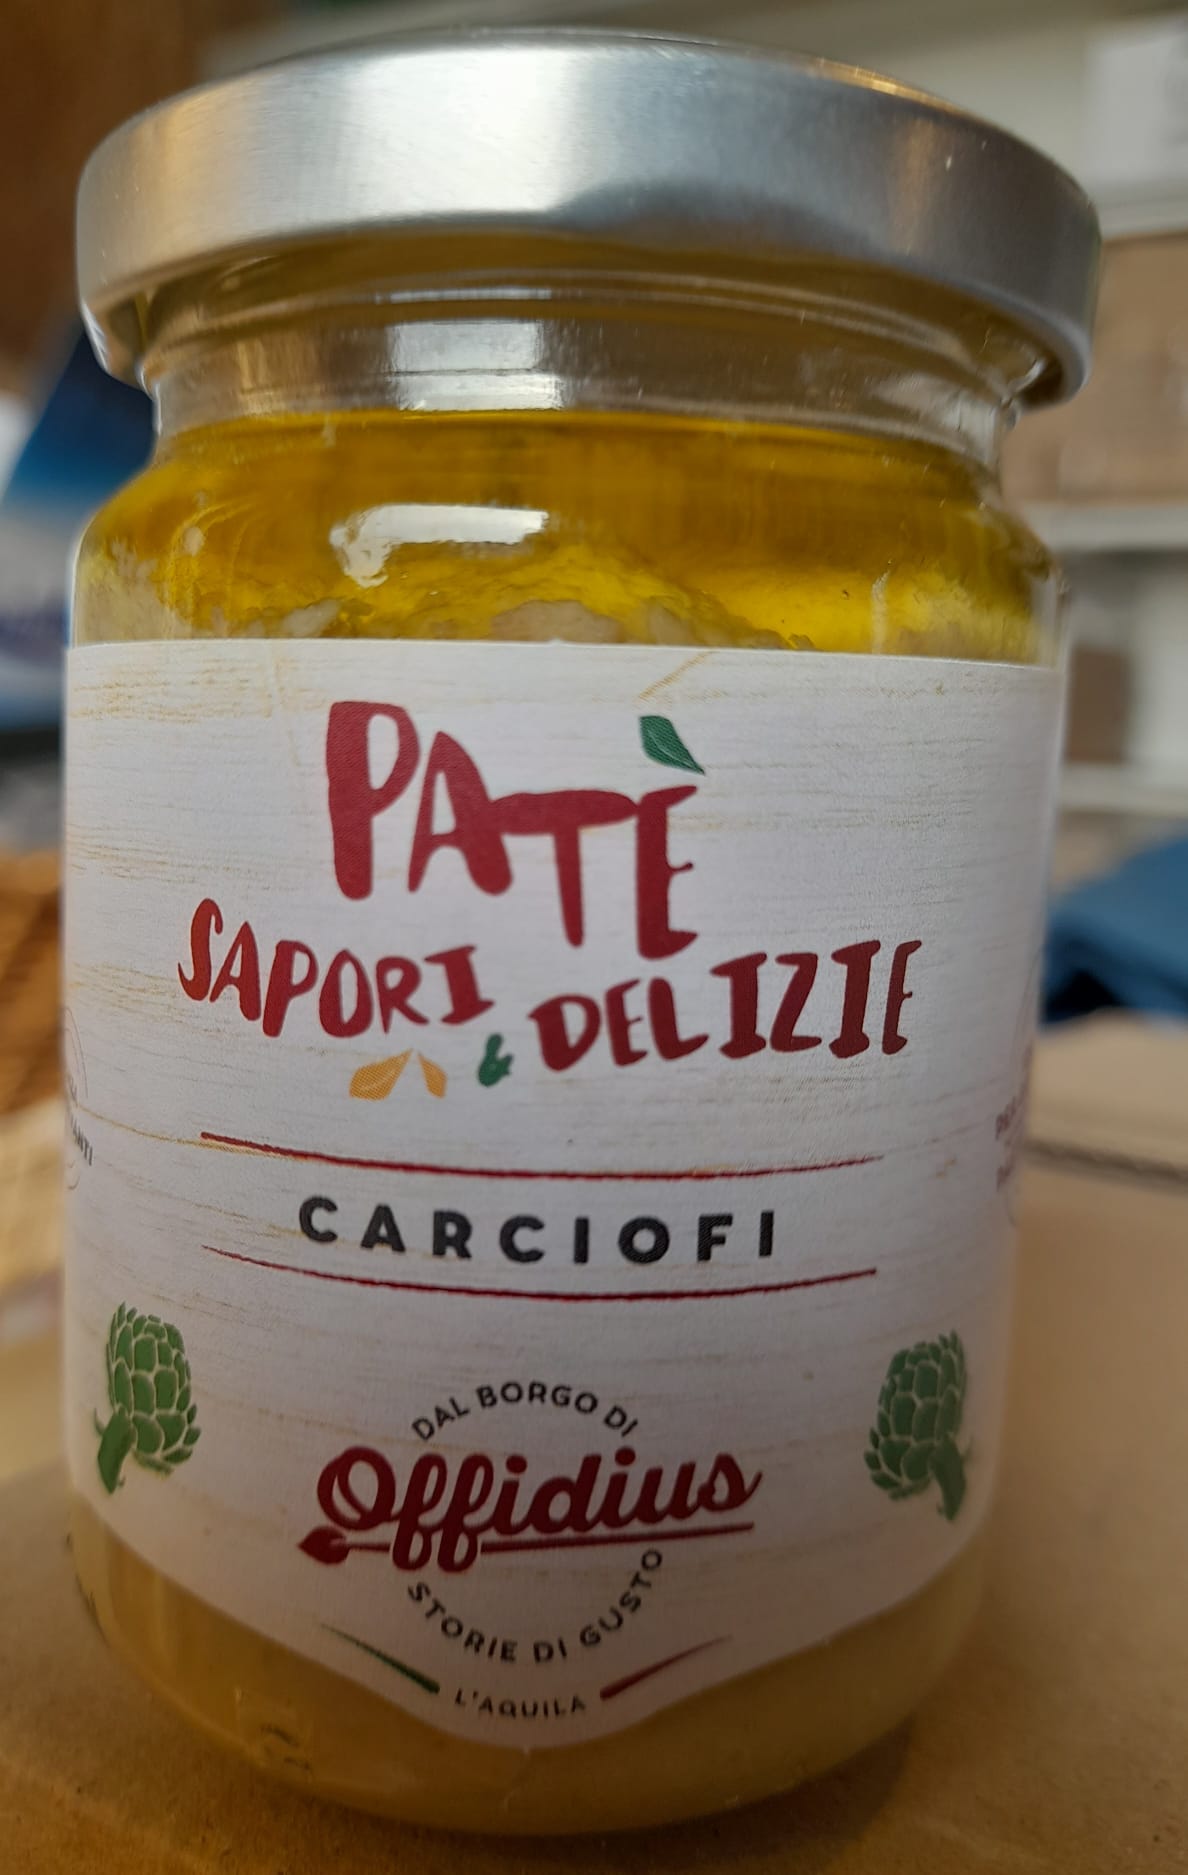 PATÈ
SAPORI & DELIZIE
CARCIOFI
DAL BORGO DI
Offidius
STORIE DI GUSTO
L'AQUILA